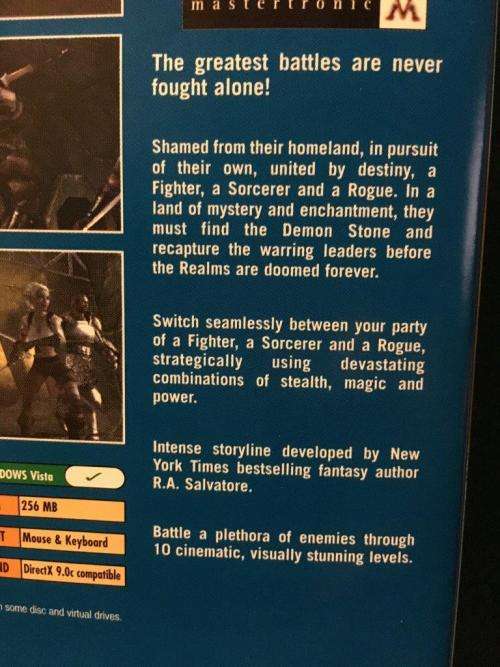 mastertronic
The greatest battles are never
fought alone!
Shamed from their homeland, in pursuit
of their own, united by destiny, a
Fighter, a Sorcerer and a Rogue. In a
land of mystery and enchantment, they
must find the Demon Stone and
recapture the warring leaders before
the Realms are doomed forever.
Switch seamlessly between your party
of a Fighter, a Sorcerer and a Rogue,
strategically using devastating
combinations of stealth, magic and
power.
Intense storyline developed by New
York Times bestselling fantasy author
R.A. Salvatore.
Battle a plethora of enemies through
10 cinematic, visually stunning levels.
DOWS Vista
256 MB
T Mouse & Keyboard
ND DirectX 9.0c compatible
n some disc and virtual drives.